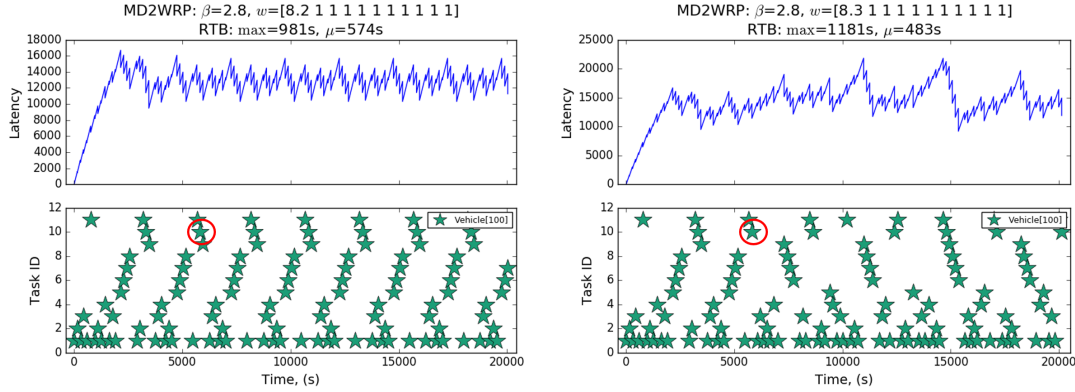 MD2WRP: β=2.8, w=[8.2 1 1 1 1 1 1 1 1 1 1]
RTB: max=981s, μ=574s
18000
16000
14000
12000
10000
8000
6000
4000
2000
0
Latency
12
10
8
6
4
2
0
Task ID
Vehicle[100]
0 5000 10000 15000 20000
Time, (s)
MD2WRP: β=2.8, w=[8.3 1 1 1 1 1 1 1 1 1 1]
RTB: max=1181s, μ=483s
25000
20000
15000
10000
5000
0
Latency
12
10
8
6
4
2
0
Task ID
Vehicle[100]
0 5000 10000 15000 20000
Time, (s)